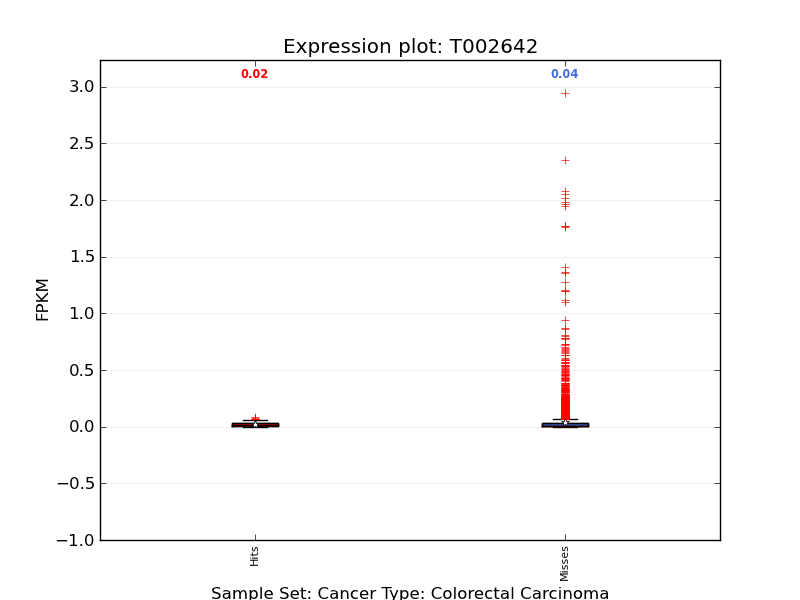 Expression plot: T002642
0.02 0.04
3.0
2.5
2.0
1.5
1.0
0.5
0.0
−0.5
−1.0
FPKM
Hits Misses
Sample Set: Cancer Type: Colorectal Carcinoma